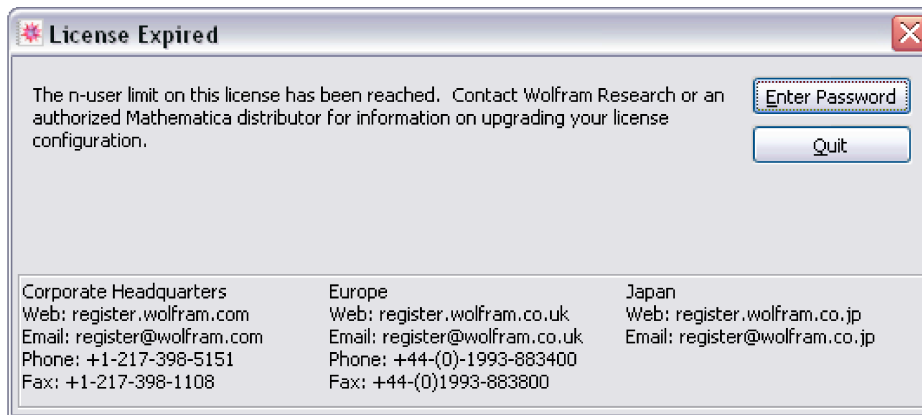 License Expired
The n-user limit on this license has been reached.  Contact Wolfram Research or an
authorized Mathematica distributor for information on upgrading your license
configuration.
Enter Password
Quit
Corporate Headquarters
Web: register.wolfram.com
Email: register@wolfram.com
Phone: +1-217-398-5151
Fax: +1-217-398-1108
Europe
Web: register.wolfram.co.uk
Email: register@wolfram.co.uk
Phone: +44-(0)-1993-883400
Fax: +44-(0)1993-883800
Japan
Web: register.wolfram.co.jp
Email: register@wolfram.co.jp